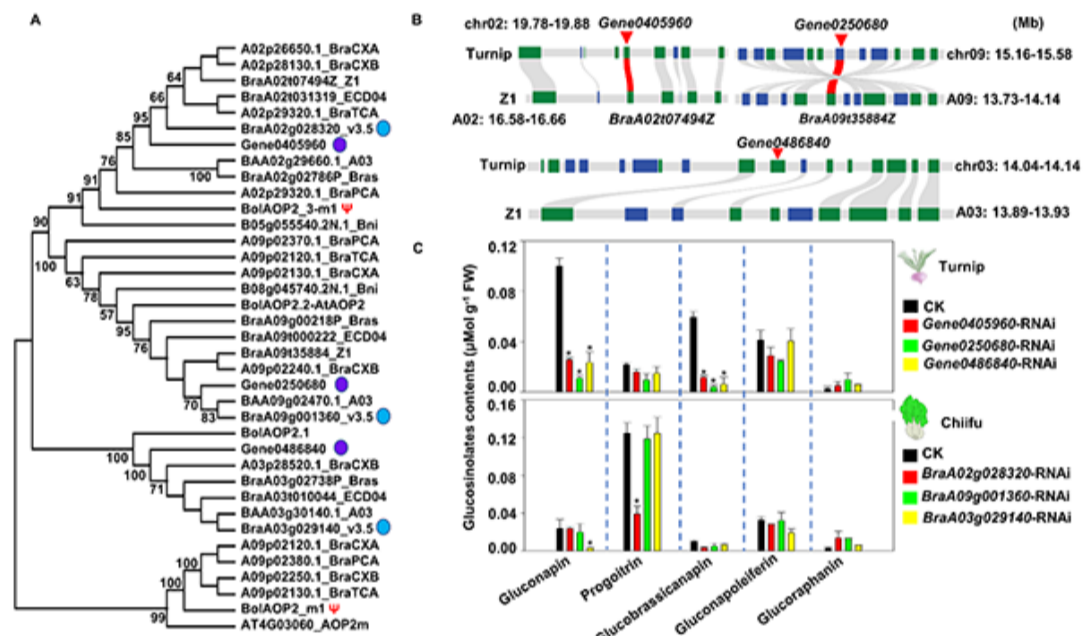 A
A02p26650.1_BraCXA
A02p28130.1_BraCXB
BraA02t07494Z_Z1
BraA02t031319_ECD04
A02p29320.1_BraTCA
BraA02g028320_v3.5
Gene0405960
BAA02g29660.1_A03
BraA02g02786P_Bras
A02p29320.1_BraPCA
BolAOP2_3-m1 Ψ
B05g055540.2N.1_Bni
A09p02370.1_BraPCA
A09p02120.1_BraTCA
A09p02130.1_BraCXA
B08g045740.2N.1_Bni
BolAOP2.2-AtAOP2
BraA09g00218P_Bras
BraA09t000222_ECD04
BraA09t35884_Z1
A09p02240.1_BraCXB
Gene0250680
BAA09g02470.1_A03
BraA09g001360_v3.5
BolAOP2.1
Gene0486840
A03p28520.1_BraCXB
BraA03g02738P_Bras
BraA03t010044_ECD04
BAA03g30140.1_A03
BraA03g029140_v3.5
A09p02120.1_BraCXA
A09p02380.1_BraPCA
A09p02250.1_BraCXB
A09p02130.1_BraTCA
BolAOP2_m1 Ψ
AT4G03060_AOP2m
64
66
95
85
76
100
91
91
90
100
63
78
57
95
76
70
83
100
100
71
100
100
99
B
chr02: 19.78-19.88 Gene0405960 Gene0250680 (Mb)
Turnip chr09: 15.16-15.58
Z1 A09: 13.73-14.14
A02: 16.58-16.66 BraA02t07494Z BraA09t35884Z
Gene0486840
Turnip chr03: 14.04-14.14
Z1 A03: 13.89-13.93
C
Glucosinolates contents (µMol g⁻¹ FW)
0.12
0.08
0.04
0.00
* * * * * *
Turnip
CK
Gene0405960-RNAi
Gene0250680-RNAi
Gene0486840-RNAi
0.16
0.12
0.08
0.04
0.00
* *
Chiifu
CK
BraA02g028320-RNAi
BraA09g001360-RNAi
BraA03g029140-RNAi
Gluconapin
Progoitrin
Glucobrassicanapin
Gluconapoleiferin
Glucoraphanin